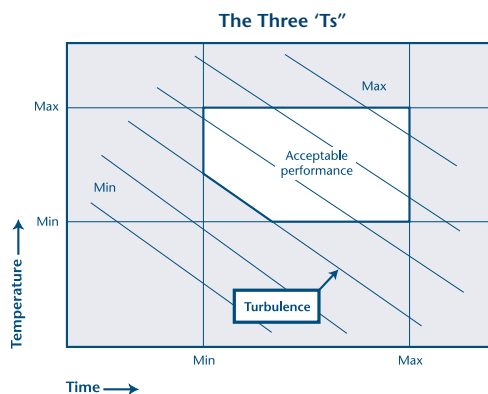 The Three ‘Ts”
Max
Max
Acceptable
performance
Min
Min
Temperature
Turbulence
Min
Max
Time